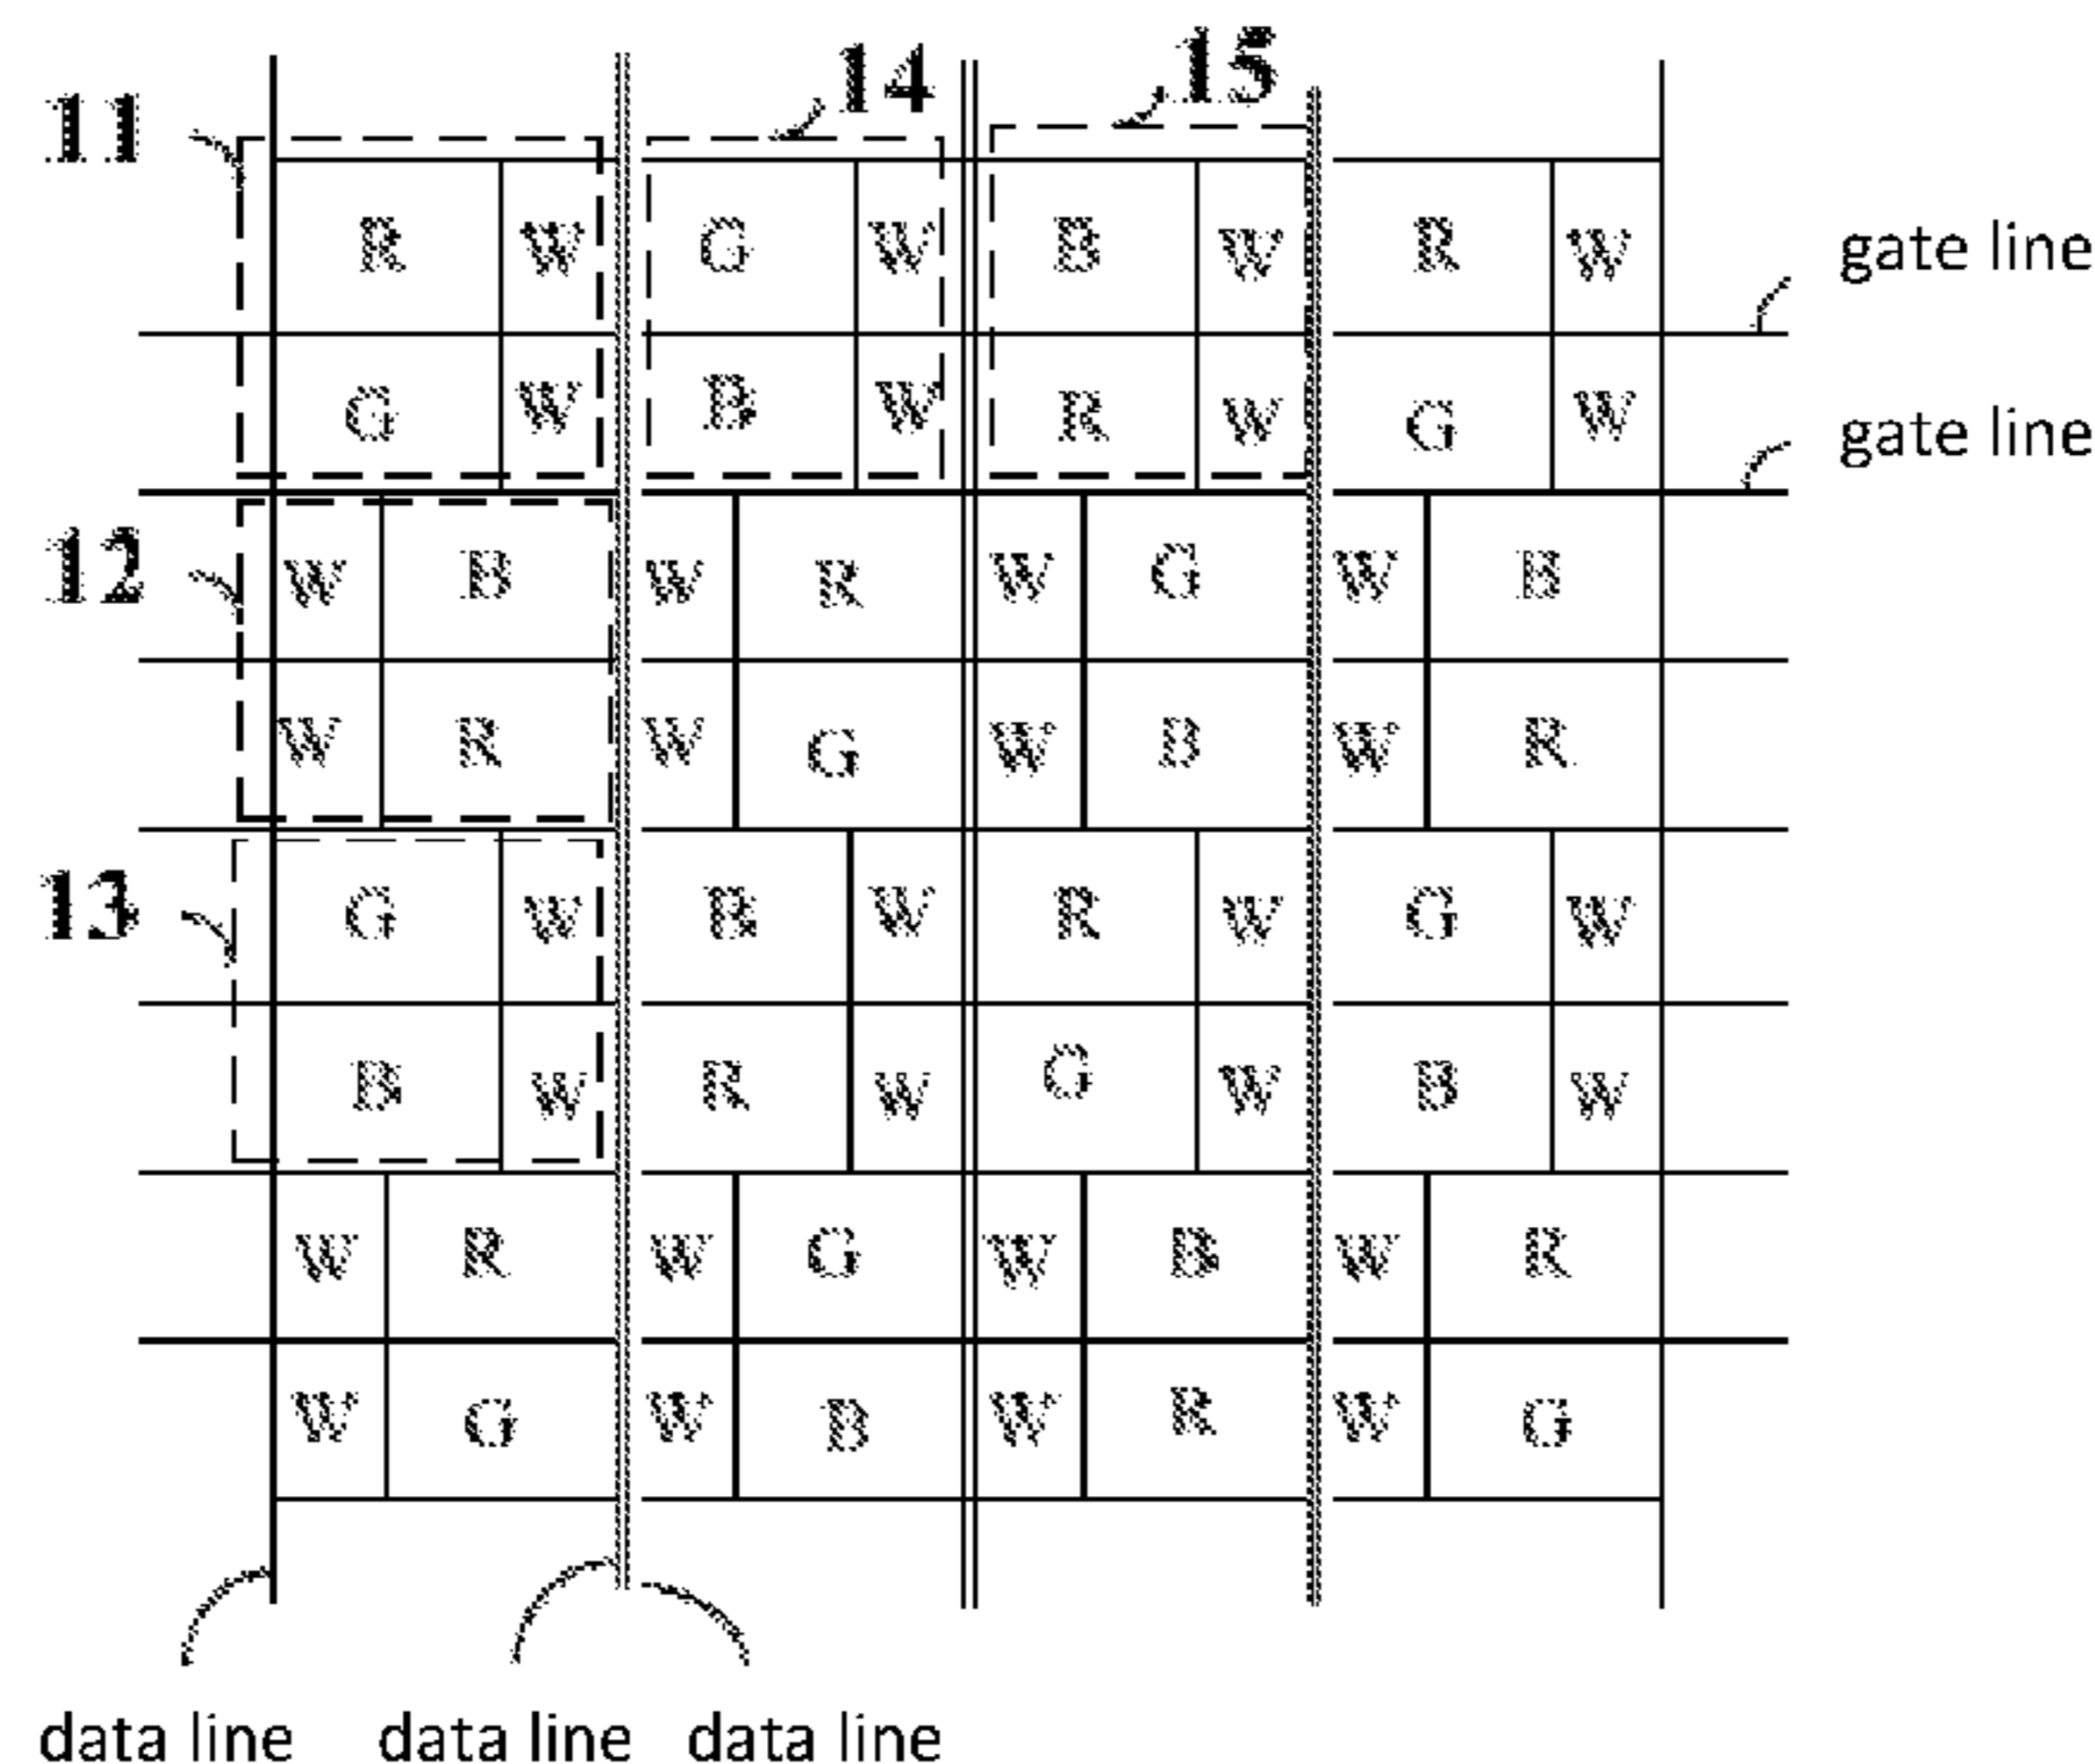 14 15
11
R W G W B W R W gate line
G W B W R W G W gate line
12 W B W R W G W B
W R W G W B W R
13 G W B W R W G W
B W R W G W B W
W R W G W B W R
W G W B W R W G
data line data line data line